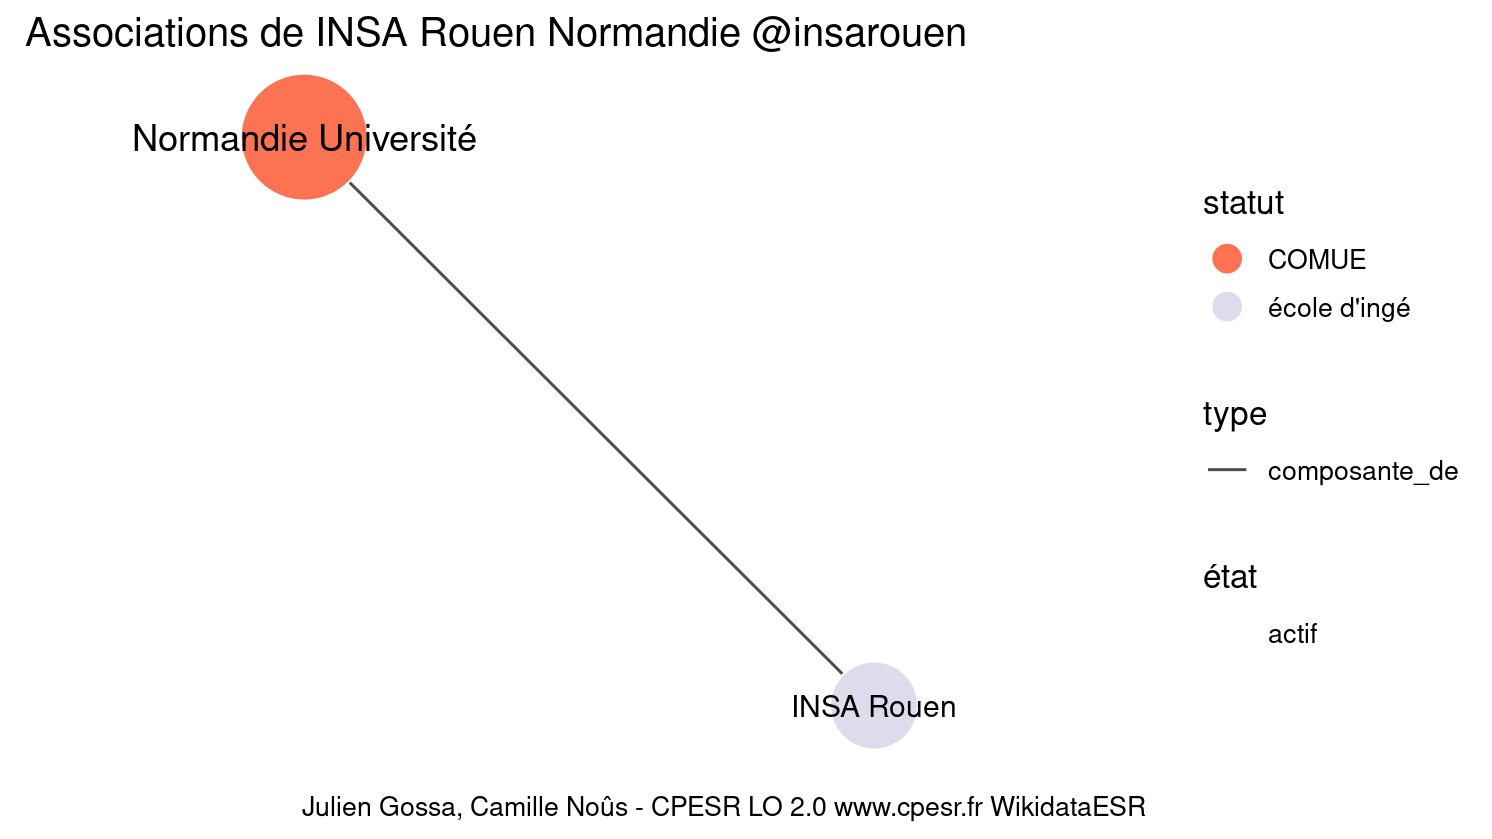 Associations de INSA Rouen Normandie @insarouen
Normandie Université
INSA Rouen
statut
COMUE
école d'ingé
type
composante_de
état
actif
Julien Gossa, Camille Noûs - CPESR LO 2.0 www.cpesr.fr WikidataESR